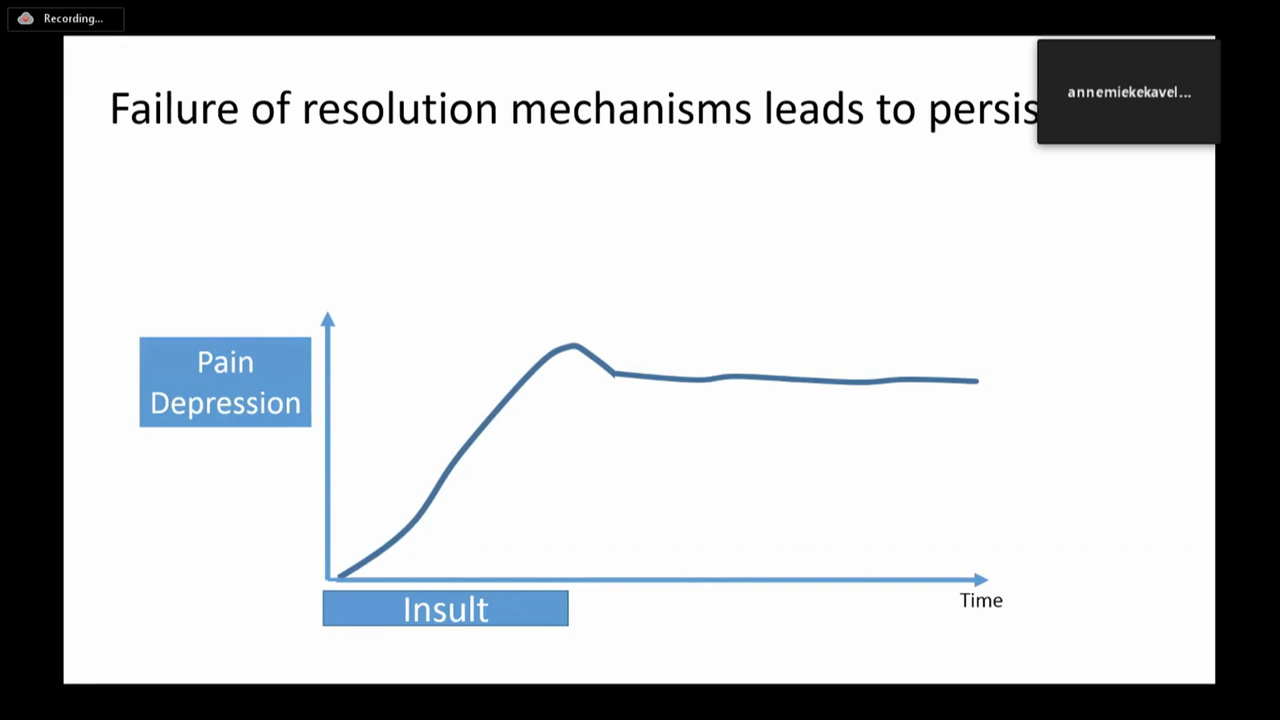 Recording...
Failure of resolution mechanisms leads to persis
annemiekekavel...
Pain
Depression
Insult
Time